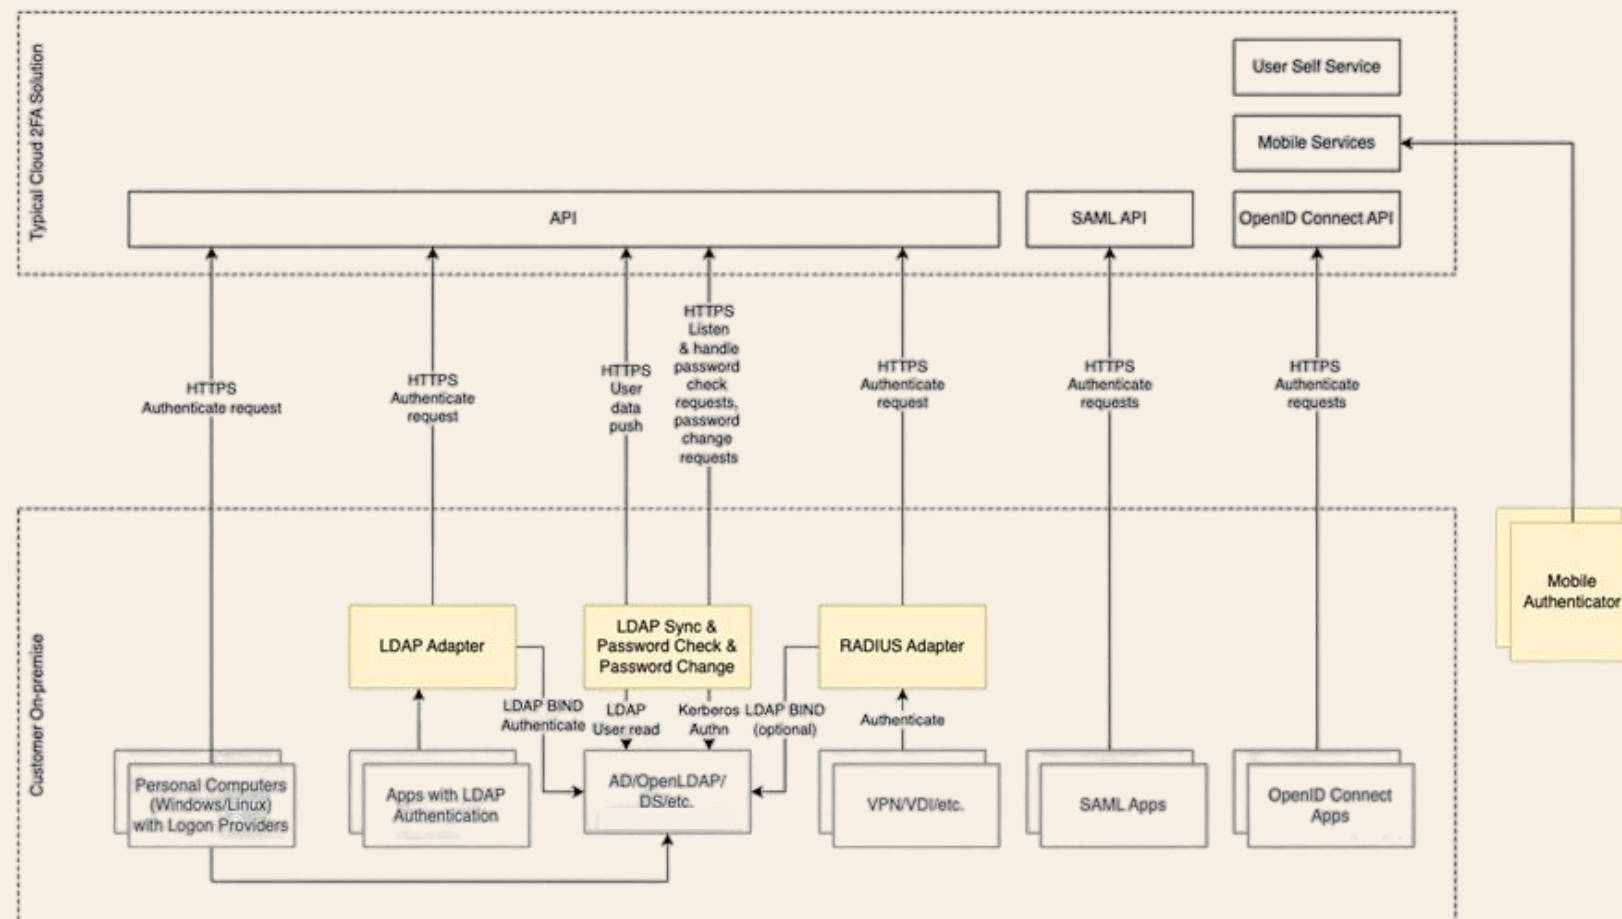 Typical Cloud 2FA Solution
User Self Service
Mobile Services
API
SAML API
OpenID Connect API
HTTPS
Authenticate request
HTTPS
Authenticate
request
HTTPS
User
data
push
HTTPS
Listen
& handle
password
check
requests,
password
change
requests
HTTPS
Authenticate
request
HTTPS
Authenticate
requests
HTTPS
Authenticate
requests
Customer On-premise
LDAP Adapter
LDAP Sync &
Password Check &
Password Change
RADIUS Adapter
Mobile
Authenticator
LDAP BIND
Authenticate
LDAP
User read
Kerberos
Authn
LDAP BIND
(optional)
Authenticate
Personal Computers
(Windows/Linux)
with Logon Providers
Apps with LDAP
Authentication
AD/OpenLDAP/
DS/etc.
VPN/VDI/etc.
SAML Apps
OpenID Connect
Apps